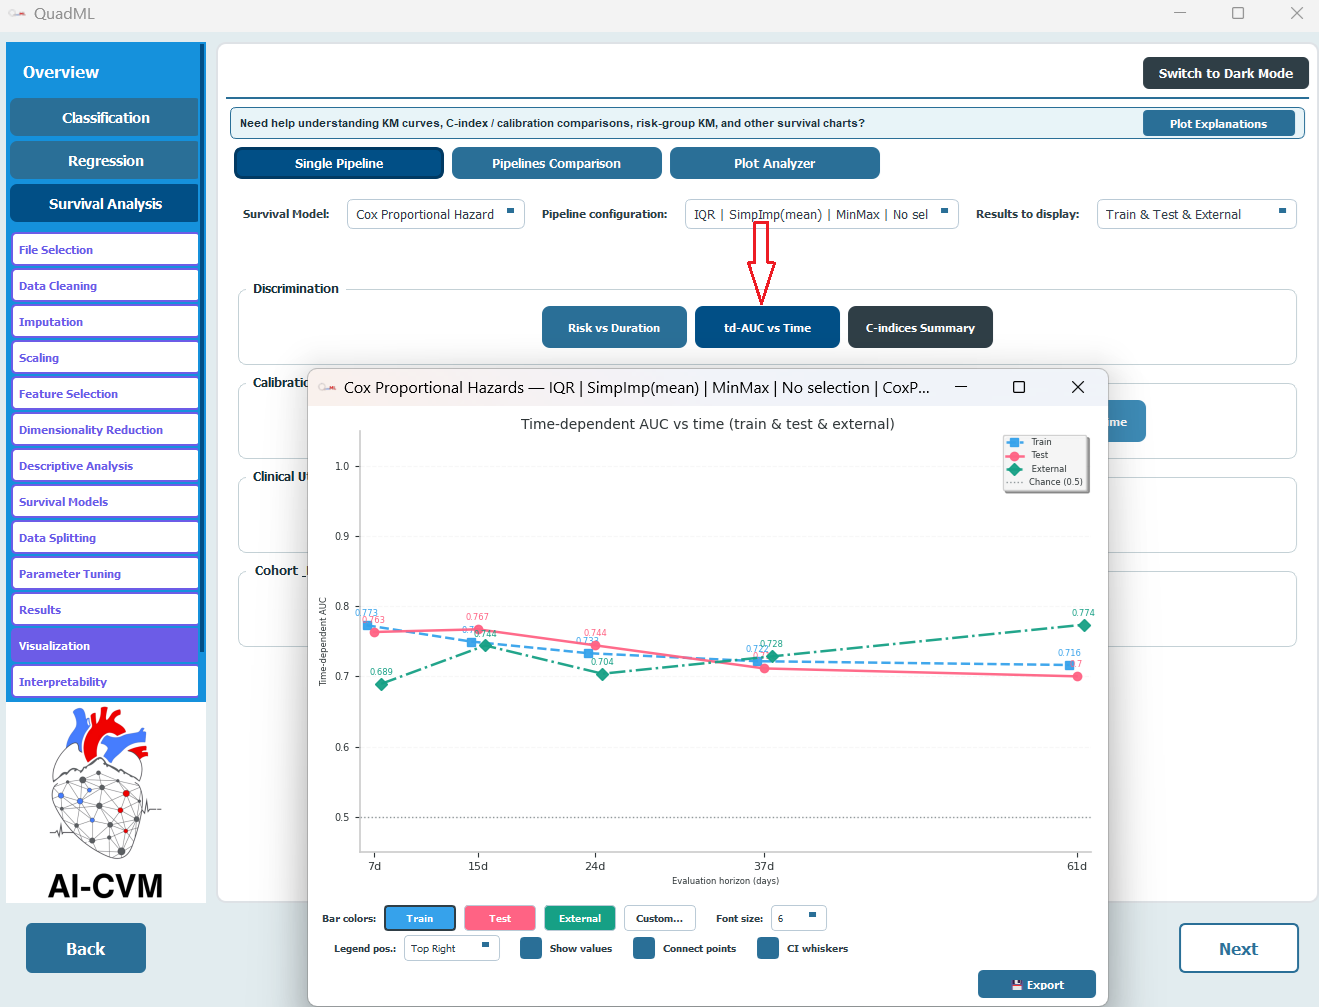 QuadML
Overview
Classification
Regression
Survival Analysis
File Selection
Data Cleaning
Imputation
Scaling
Feature Selection
Dimensionality Reduction
Descriptive Analysis
Survival Models
Data Splitting
Parameter Tuning
Results
Visualization
Interpretability
AI-CVM
Back
Switch to Dark Mode
Need help understanding KM curves, C-index / calibration comparisons, risk-group KM, and other survival charts?
Plot Explanations
Single Pipeline
Pipelines Comparison
Plot Analyzer
Survival Model:
Cox Proportional Hazard
Pipeline configuration:
IQR | SimpImp(mean) | MinMax | No sel
Results to display:
Train & Test & External
Discrimination
Risk vs Duration
td-AUC vs Time
C-indices Summary
Cohort
Cox Proportional Hazards — IQR | SimpImp(mean) | MinMax | No selection | CoxP...
Time-dependent AUC vs time (train & test & external)
Train
Test
External
Chance (0.5)
Time-dependent AUC
1.0
0.9
0.8
0.7
0.6
0.5
0.773
0.763
0.689
0.767
0.744
0.744
0.733
0.704
0.722
0.728
0.774
0.716
7d
15d
24d
37d
61d
Evaluation horizon (days)
Bar colors:
Train
Test
External
Custom...
Font size:
6
Legend pos.:
Top Right
Show values
Connect points
CI whiskers
Export
Next